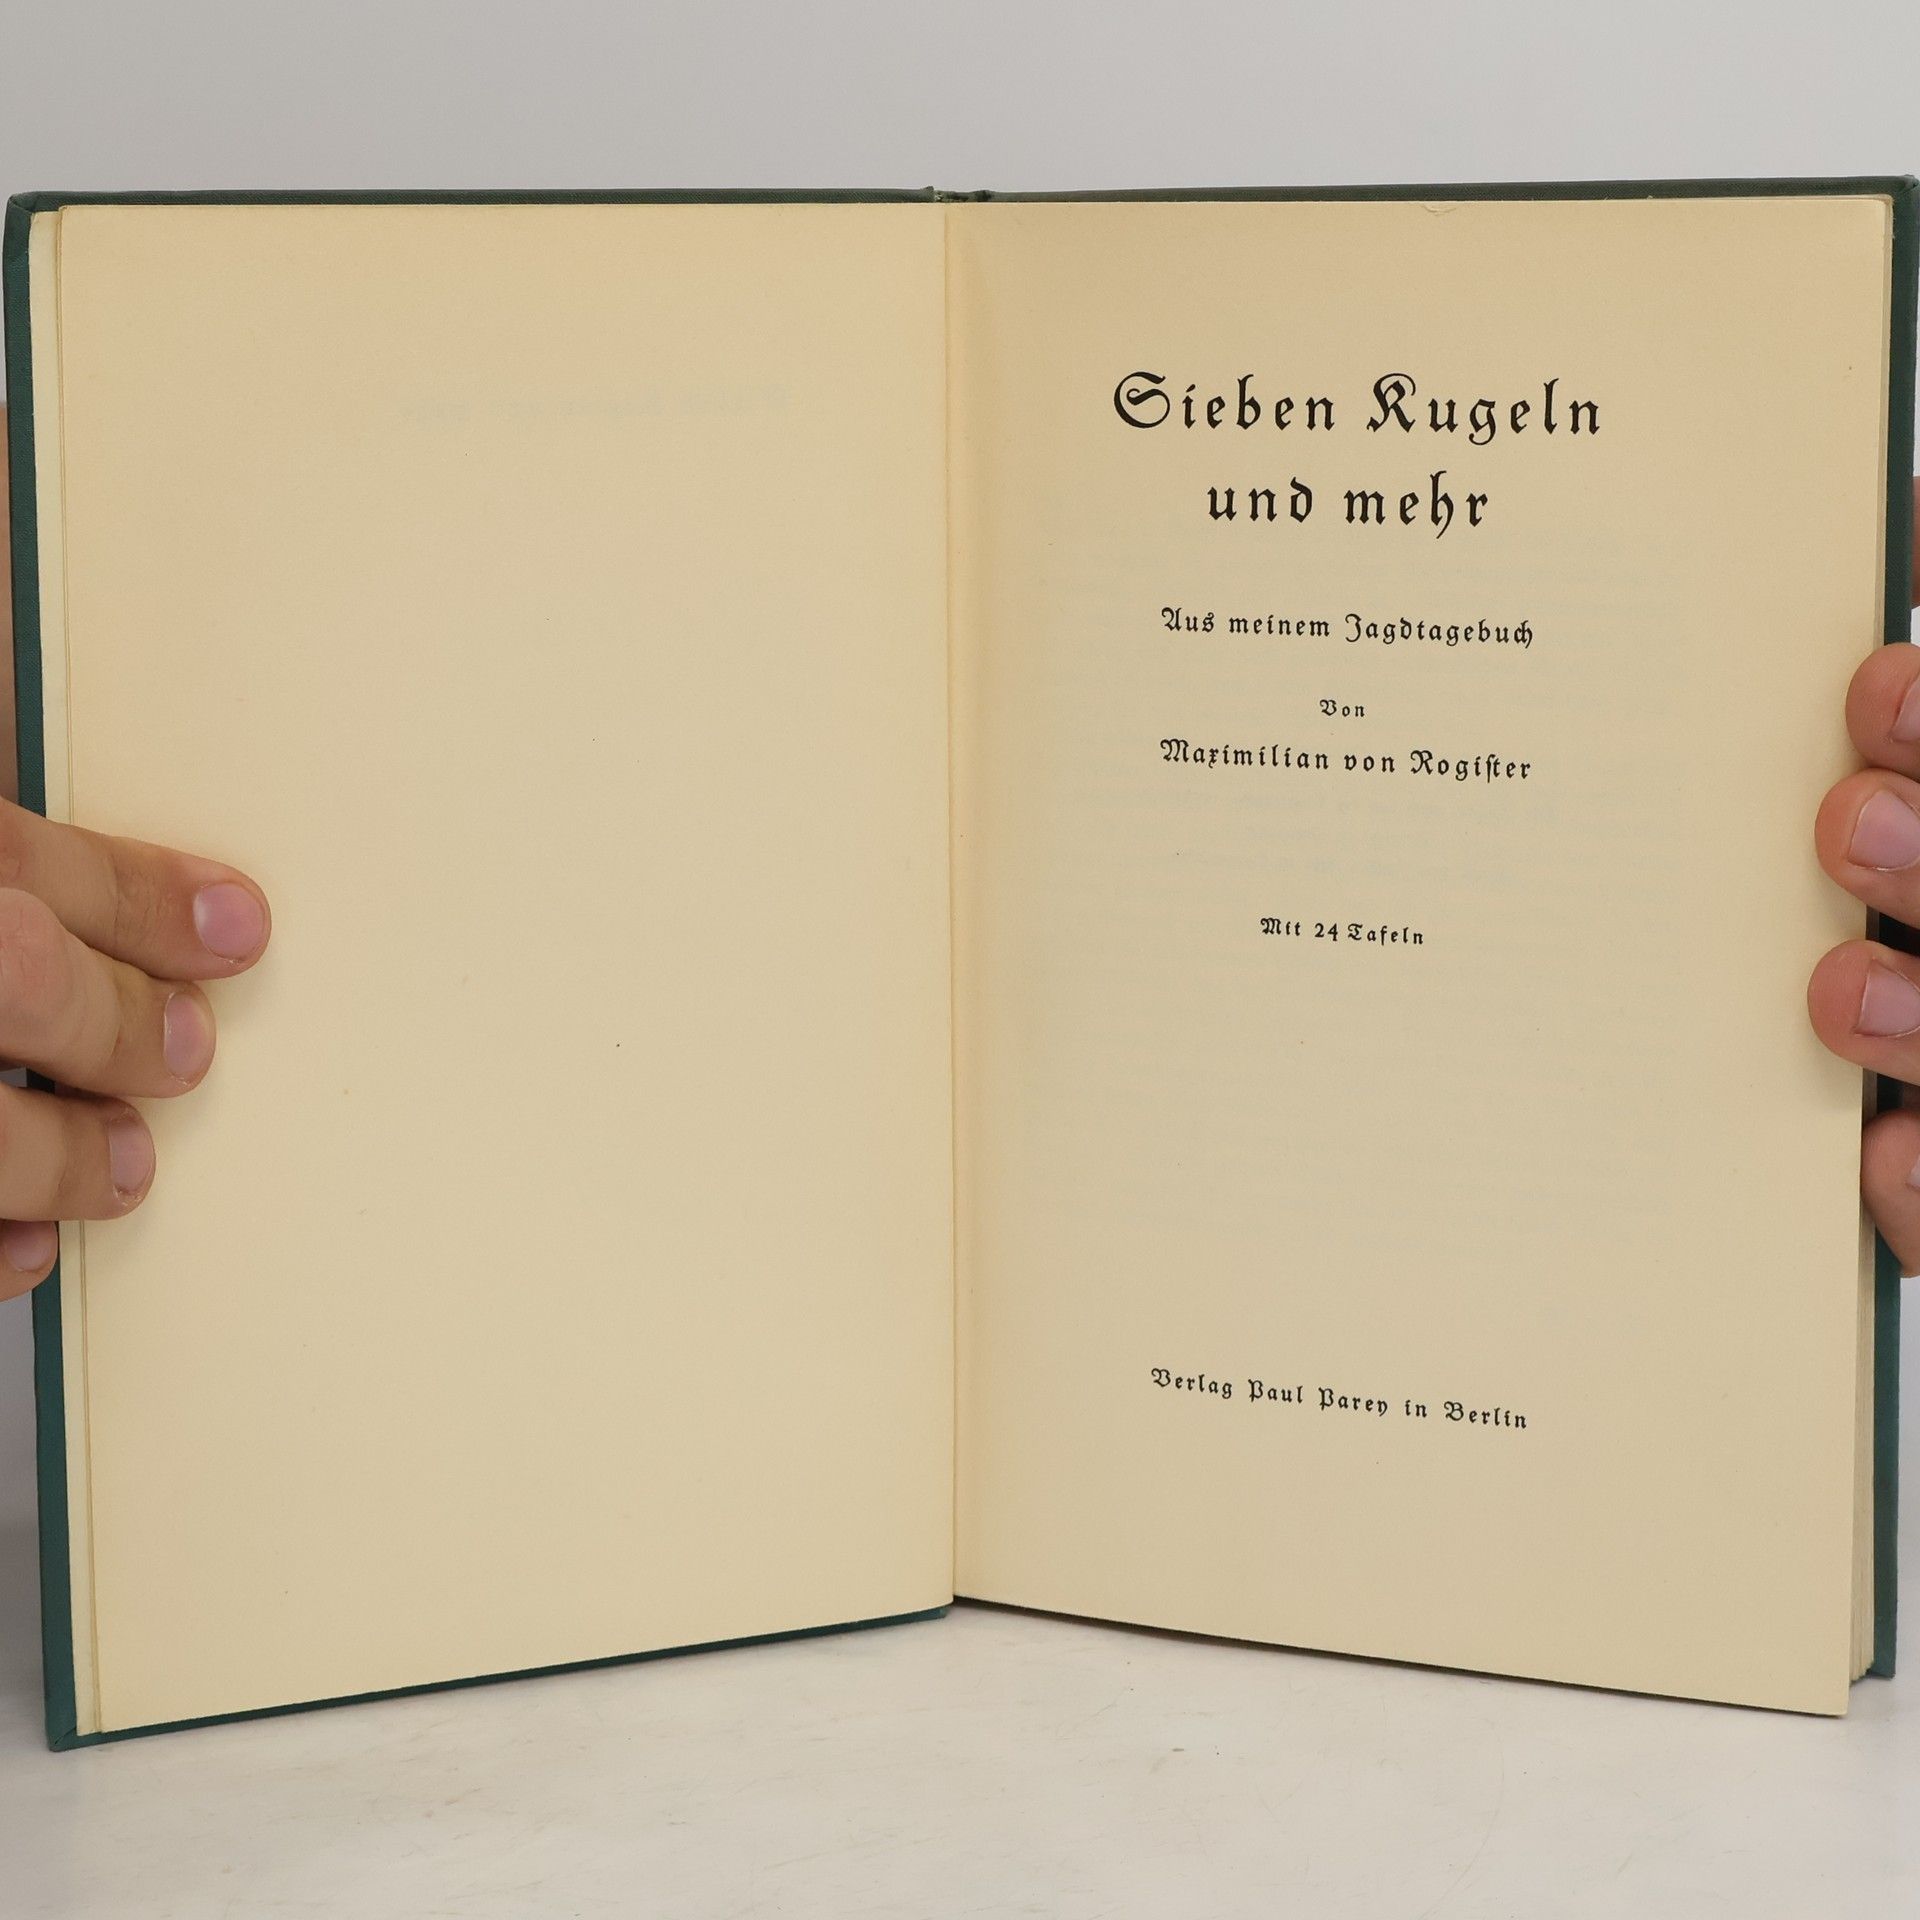 Sieben Kugeln
und mehr
Aus meinem Jagdtagebuch
Von
Maximilian von Rogister
Mit 24 Tafeln
Verlag Paul Parey in Berlin